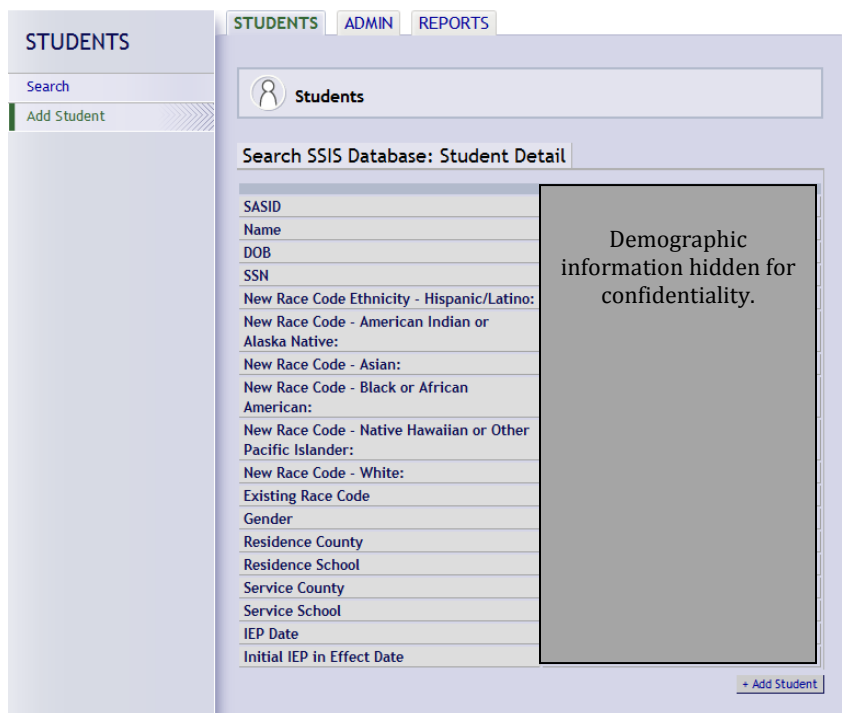 STUDENTS
Search
Add Student
STUDENTS ADMIN REPORTS
Students
Search SSIS Database: Student Detail
SASID
Name
DOB
SSN
New Race Code Ethnicity - Hispanic/Latino:
New Race Code - American Indian or
Alaska Native:
New Race Code - Asian:
New Race Code - Black or African
American:
New Race Code - Native Hawaiian or Other
Pacific Islander:
New Race Code - White:
Existing Race Code
Gender
Residence County
Residence School
Service County
Service School
IEP Date
Initial IEP in Effect Date
Demographic
information hidden for
confidentiality.
+ Add Student